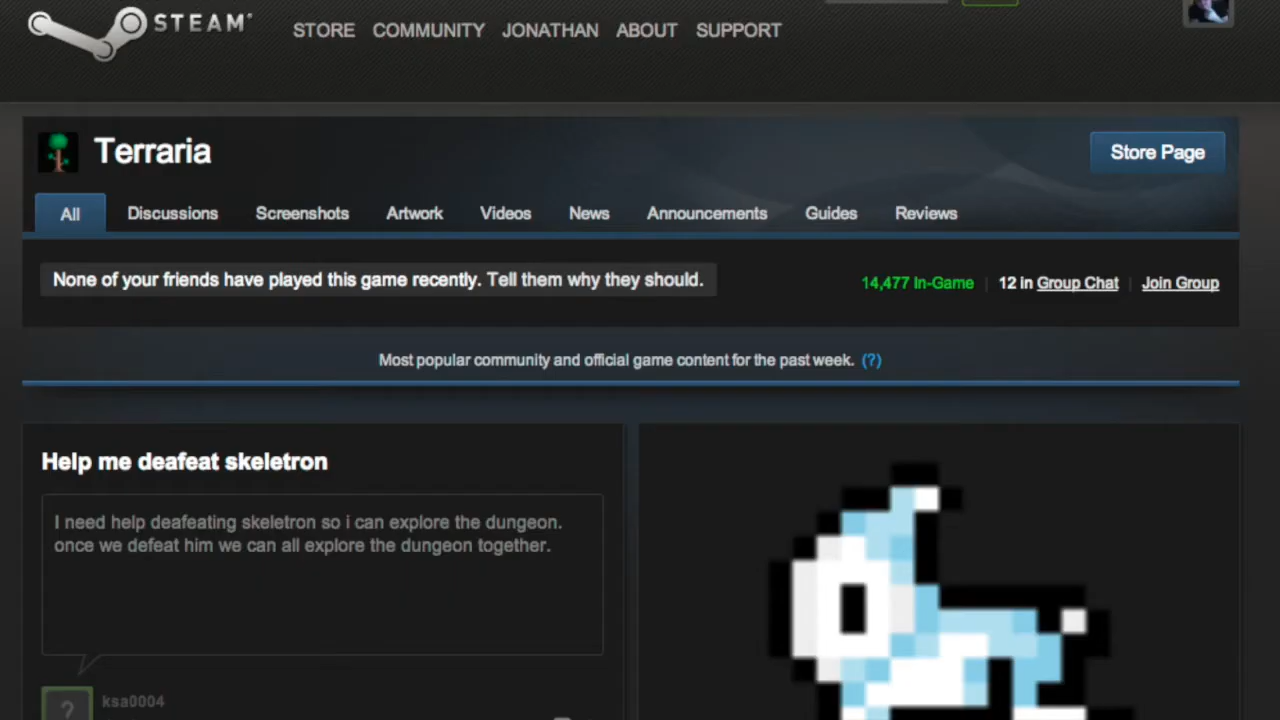 STEAM
STORE COMMUNITY JONATHAN ABOUT SUPPORT
Terraria
Store Page
All Discussions Screenshots Artwork Videos News Announcements Guides Reviews
None of your friends have played this game recently. Tell them why they should.
14,477 In-Game | 12 in Group Chat | Join Group
Most popular community and official game content for the past week. (?)
Help me deafeat skeletron
I need help deafeating skeletron so i can explore the dungeon.
once we defeat him we can all explore the dungeon together.
?
ksa0004